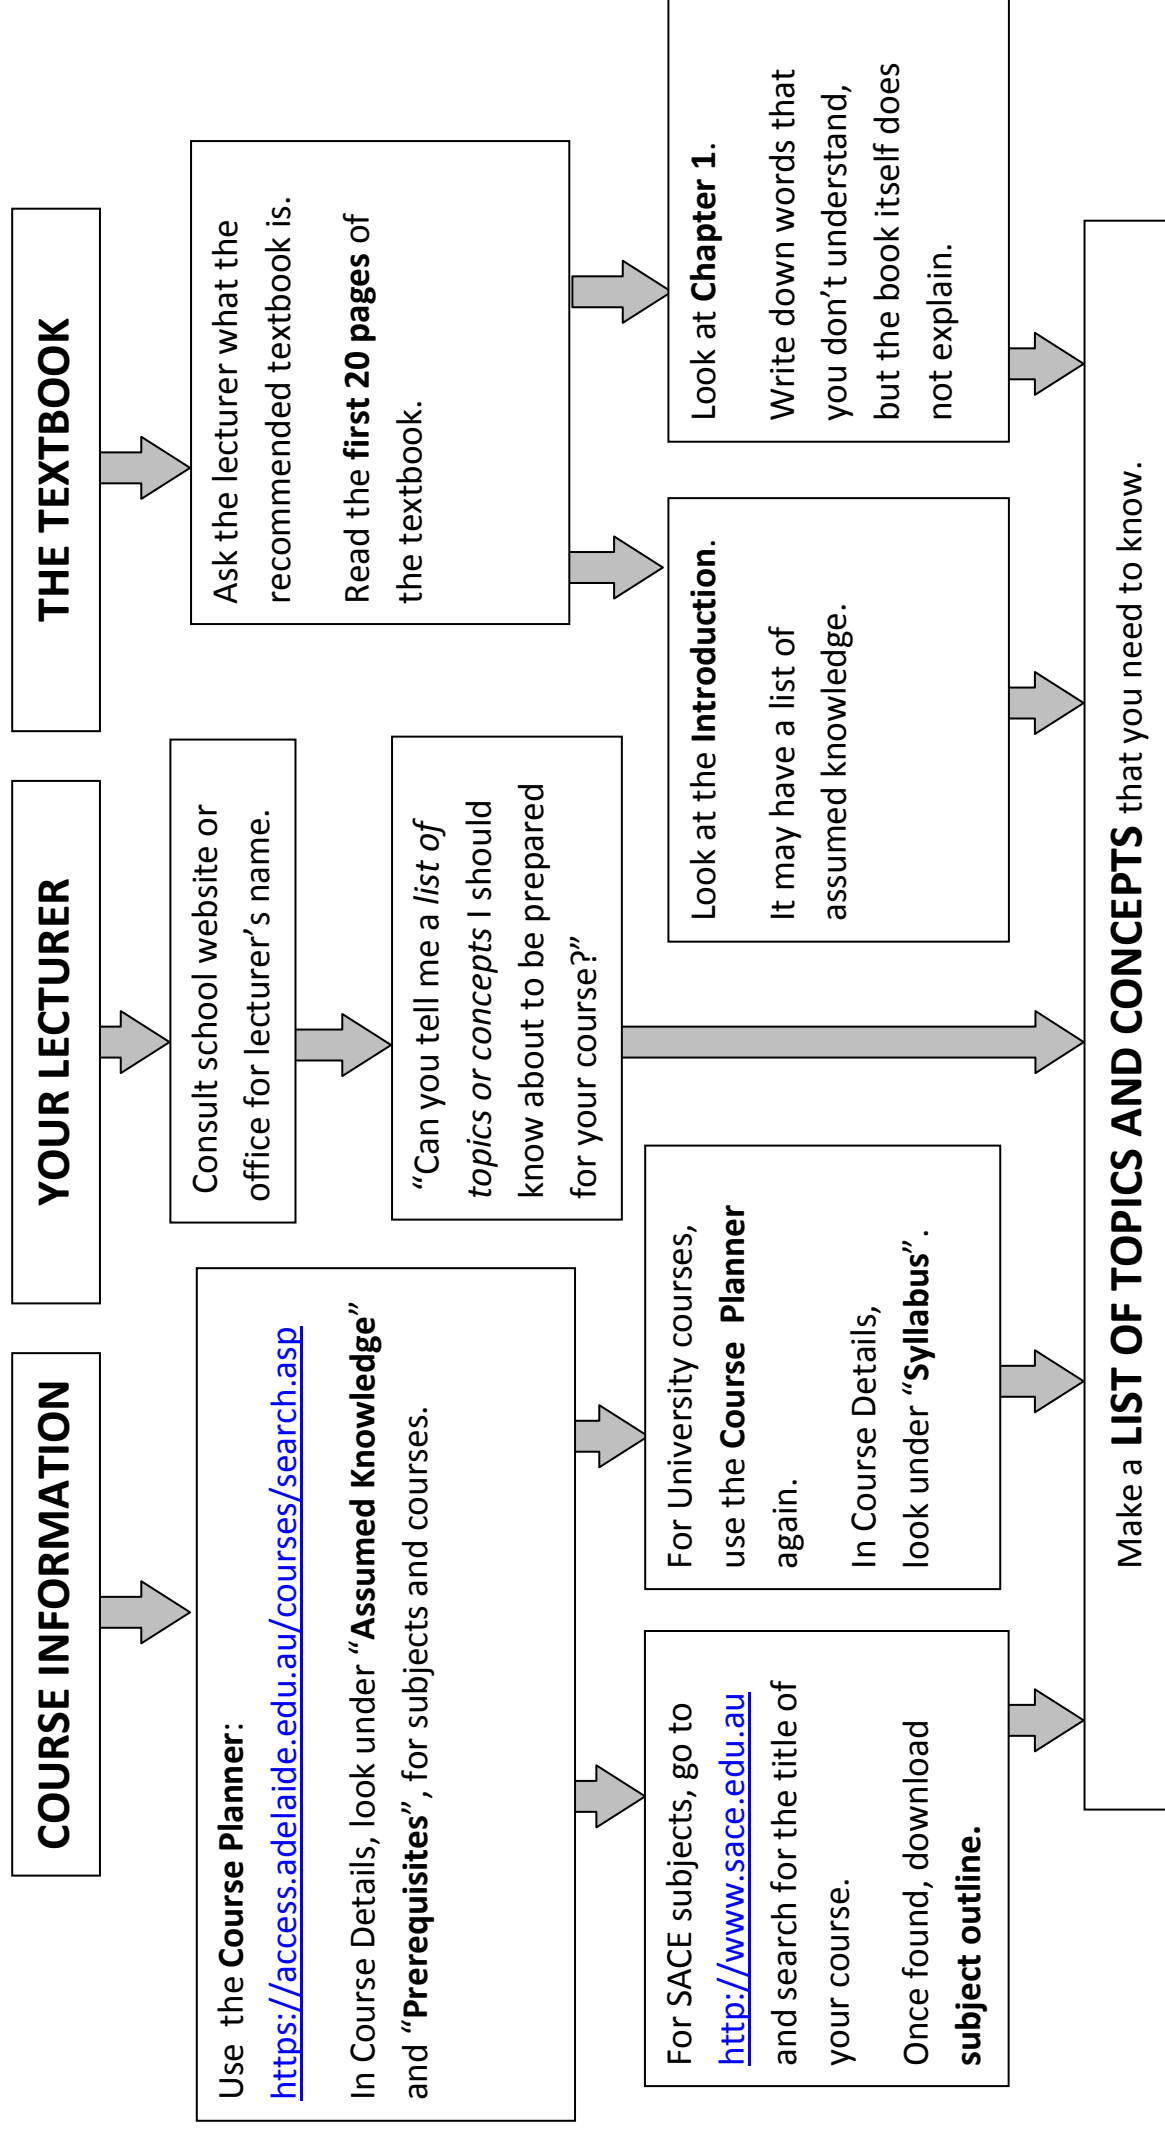 COURSE INFORMATION
Use the Course Planner:
https://access.adelaide.edu.au/courses/search.asp
In Course Details, look under “Assumed Knowledge”
and “Prerequisites”, for subjects and courses.
For SACE subjects, go to
http://www.sace.edu.au
and search for the title of
your course.
Once found, download
subject outline.
For University courses,
use the Course Planner
again.
In Course Details,
look under “Syllabus”.
YOUR LECTURER
Consult school website or
office for lecturer’s name.
“Can you tell me a list of
topics or concepts I should
know about to be prepared
for your course?”
THE TEXTBOOK
Ask the lecturer what the
recommended textbook is.
Read the first 20 pages of
the textbook.
Look at the Introduction.
It may have a list of
assumed knowledge.
Look at Chapter 1.
Write down words that
you don’t understand,
but the book itself does
not explain.
Make a LIST OF TOPICS AND CONCEPTS that you need to know.